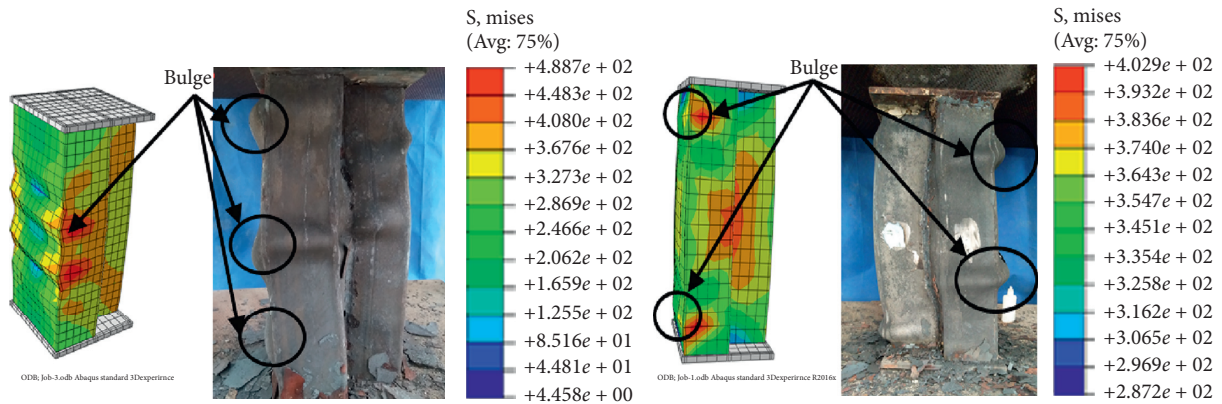 Bulge
S, mises
(Avg: 75%)
+4.887e + 02
+4.483e + 02
+4.080e + 02
+3.676e + 02
+3.273e + 02
+2.869e + 02
+2.466e + 02
+2.062e + 02
+1.659e + 02
+1.255e + 02
+8.516e + 01
+4.481e + 01
+4.458e + 00
ODB; Job-3.odb Abaqus standard 3Dexperirnce
Bulge
S, mises
(Avg: 75%)
+4.029e + 02
+3.932e + 02
+3.836e + 02
+3.740e + 02
+3.643e + 02
+3.547e + 02
+3.451e + 02
+3.354e + 02
+3.258e + 02
+3.162e + 02
+3.065e + 02
+2.969e + 02
+2.872e + 02
ODB; Job-1.odb Abaqus standard 3Dexperirnce R2016x